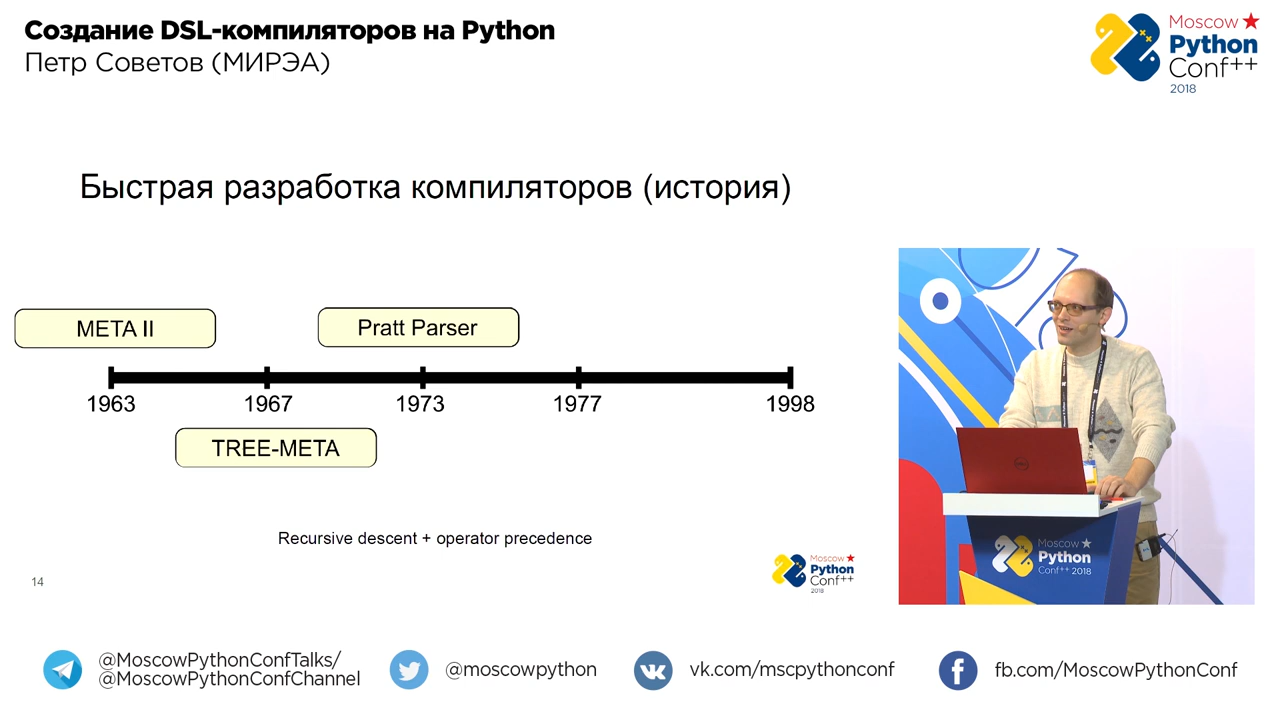 Создание DSL-компиляторов на Python
Петр Советов (МИРЭА)
Moscow
Python
Conf++
2018
Быстрая разработка компиляторов (история)
META II
Pratt Parser
1963
1967
1973
1977
1998
TREE-META
Recursive descent + operator precedence
14
Moscow
Python
Conf++
2018
Moscow
Python
Conf++ 2018
@MoscowPythonConfTalks/
@MoscowPythonConfChannel
@moscowpython
vk.com/mscpythonconf
fb.com/MoscowPythonConf